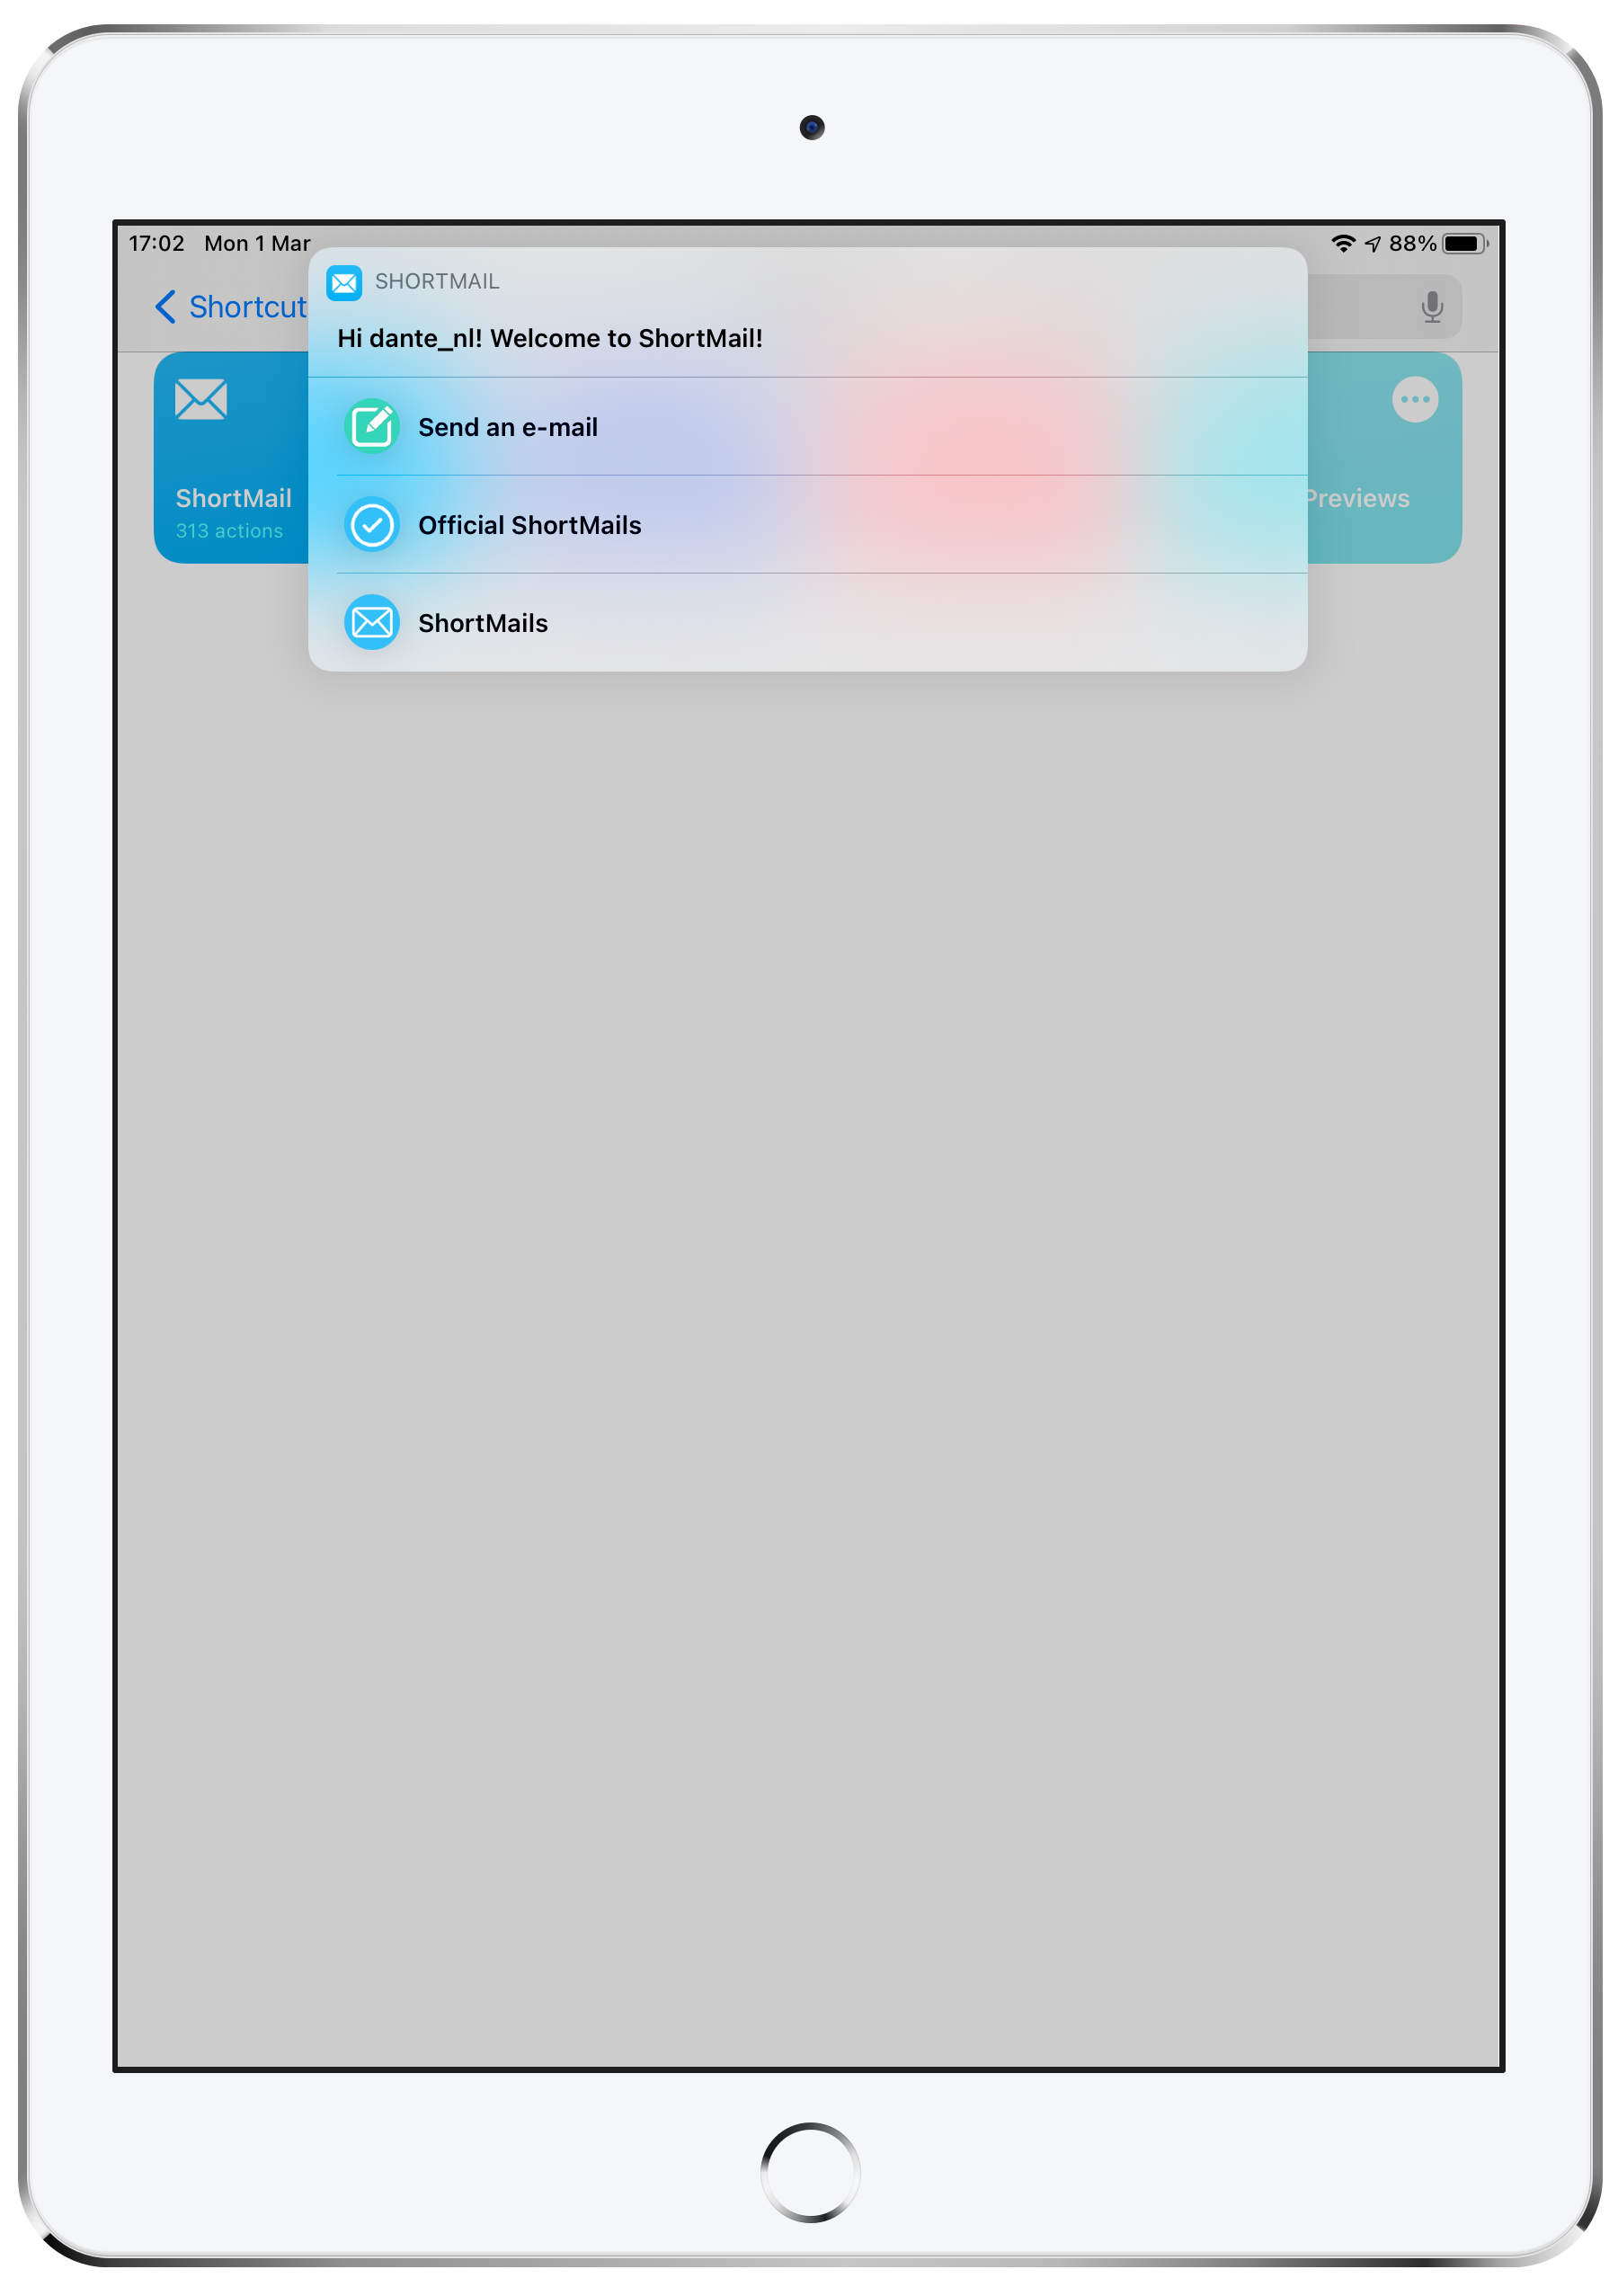 17:02 Mon 1 Mar
88%
Shortcut
SHORTMAIL
Hi dante_nl! Welcome to ShortMail!
Send an e-mail
Official ShortMails
ShortMails
ShortMail
313 actions
Previews